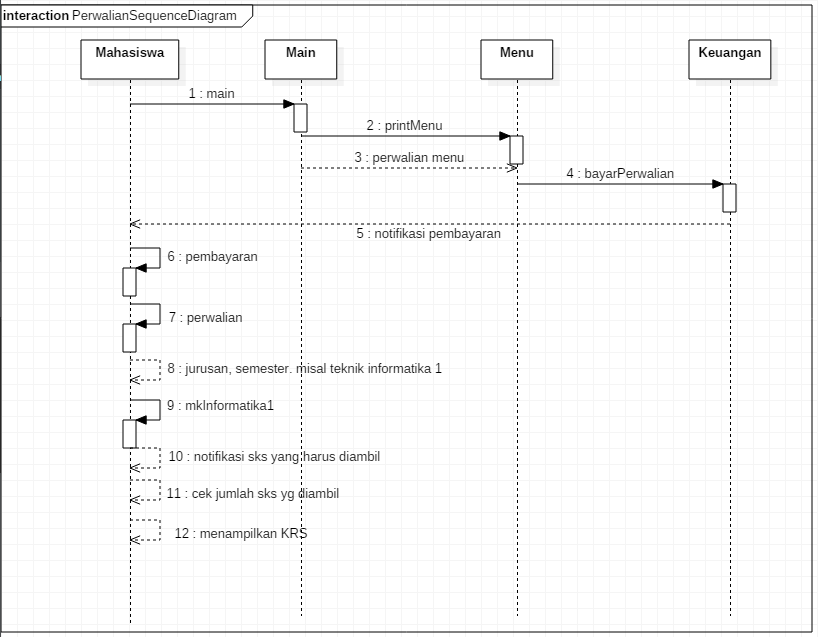 interaction PerwalianSequenceDiagram
Mahasiswa
Main
Menu
Keuangan
1 : main
2 : printMenu
3 : perwalian menu
4 : bayarPerwalian
5 : notifikasi pembayaran
6 : pembayaran
7 : perwalian
8 : jurusan, semester. misal teknik informatika 1
9 : mkInformatika1
10 : notifikasi sks yang harus diambil
11 : cek jumlah sks yg diambil
12 : menampilkan KRS